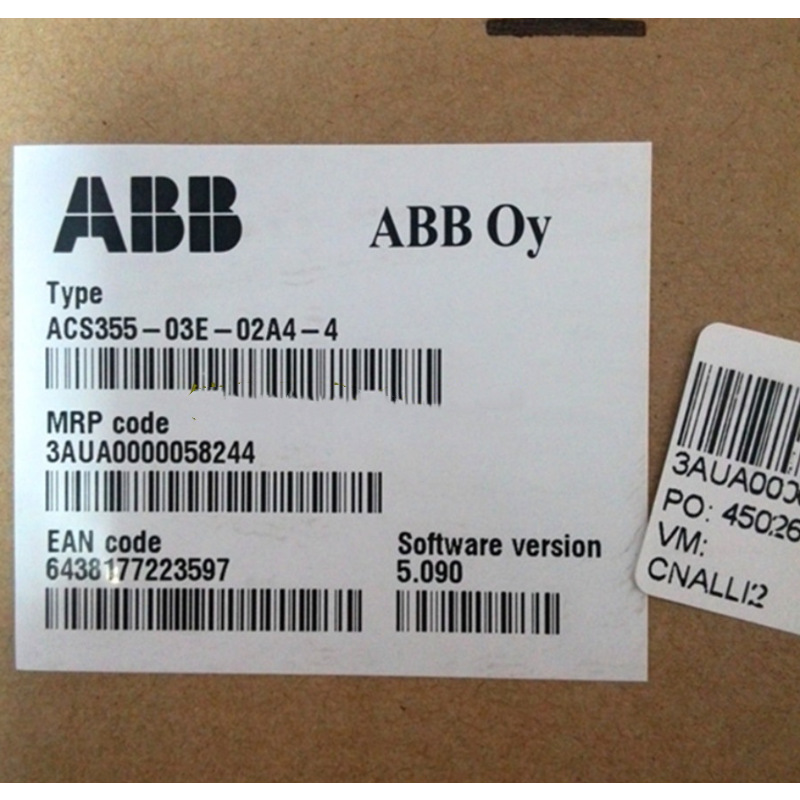 ABB
ABB Oy
Type
ACS355-03E-02A4-4
MRP code
3AUA0000058244
EAN code
6438177223597
Software version
5.090
PO: 45026
VM: